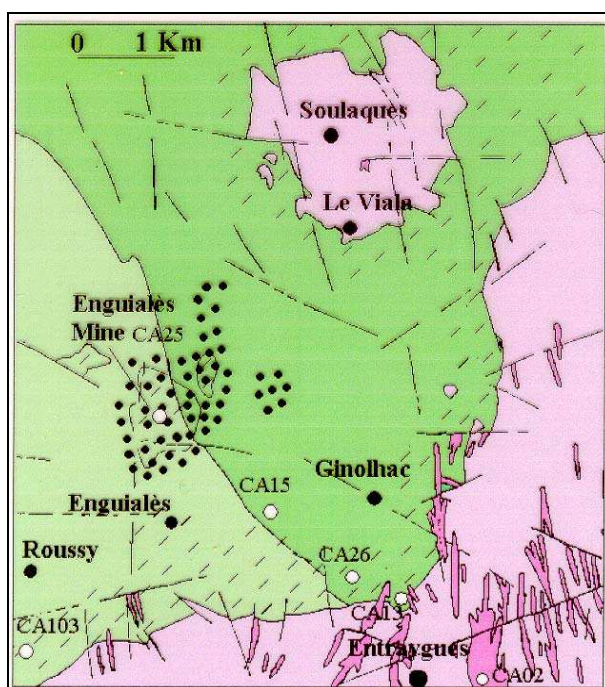 0 1 Km
Soulaquès
Le Viala
Enguialès
Mine CA25
CA15
Ginolhac
Enguialès
Roussy
CA26
CA13
CA103
Entraygues
CA02